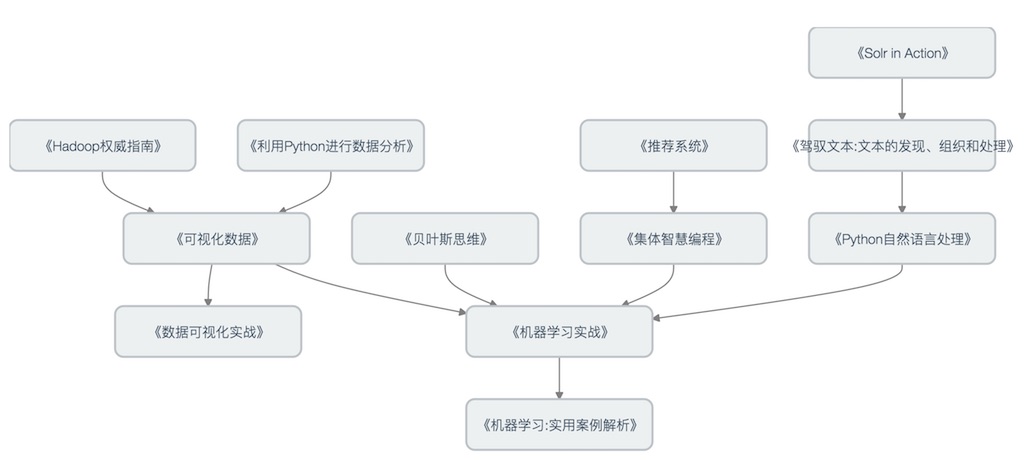 《Solr in Action》
《Hadoop权威指南》
《利用Python进行数据分析》
《推荐系统》
《驾驭文本:文本的发现、组织和处理》
《可视化数据》
《贝叶斯思维》
《集体智慧编程》
《Python自然语言处理》
《数据可视化实战》
《机器学习实战》
《机器学习:实用案例解析》